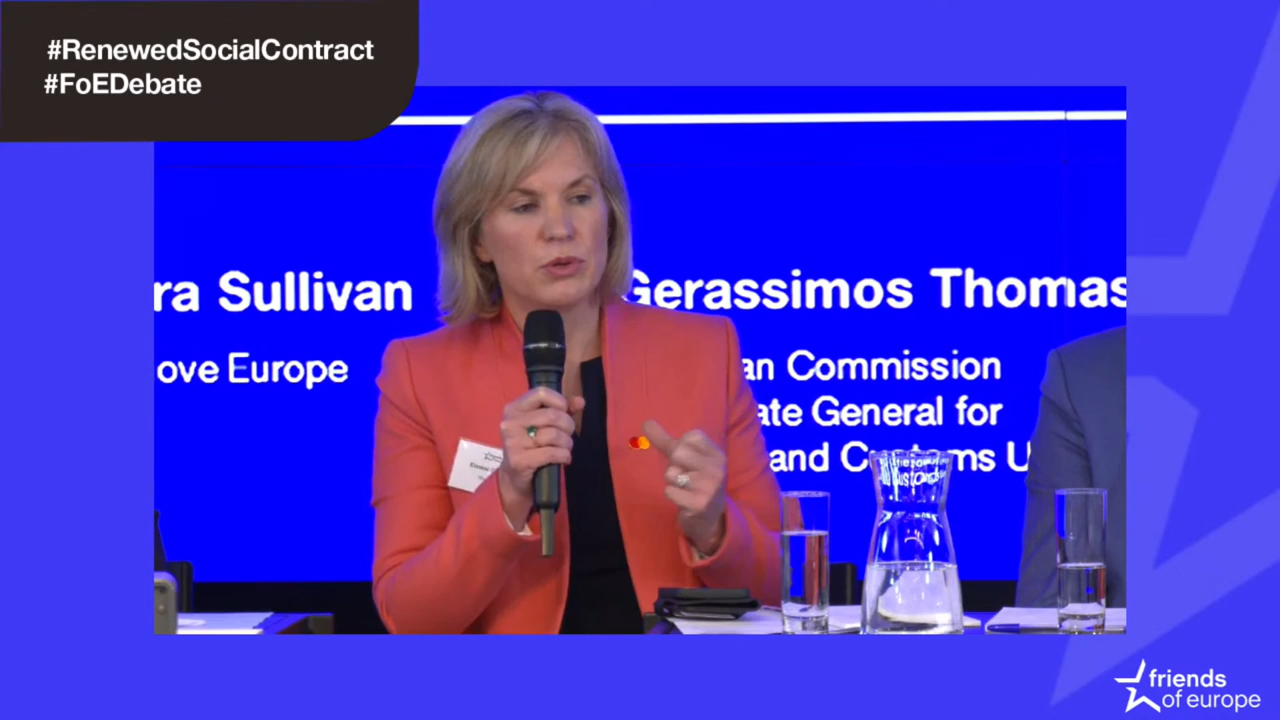 #RenewedSocialContract
#FoEDebate
ra Sullivan
Gerassimos Thomas
ove Europe
an Commission
ate General for
and Customs U
friends
of europe